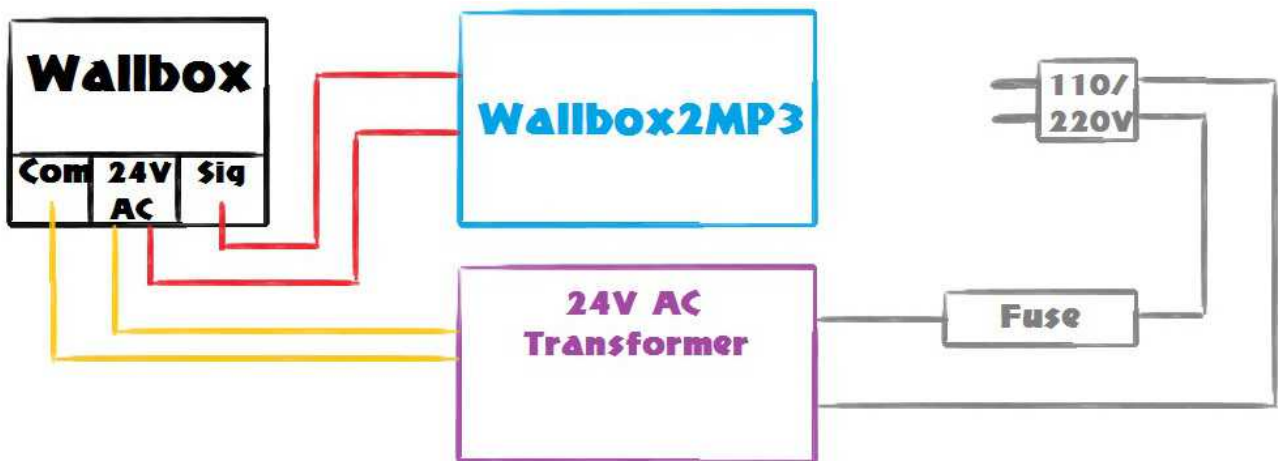 Wallbox
Com 24V AC Sig
Wallbox2MP3
110/
220V
24V AC
Transformer
Fuse